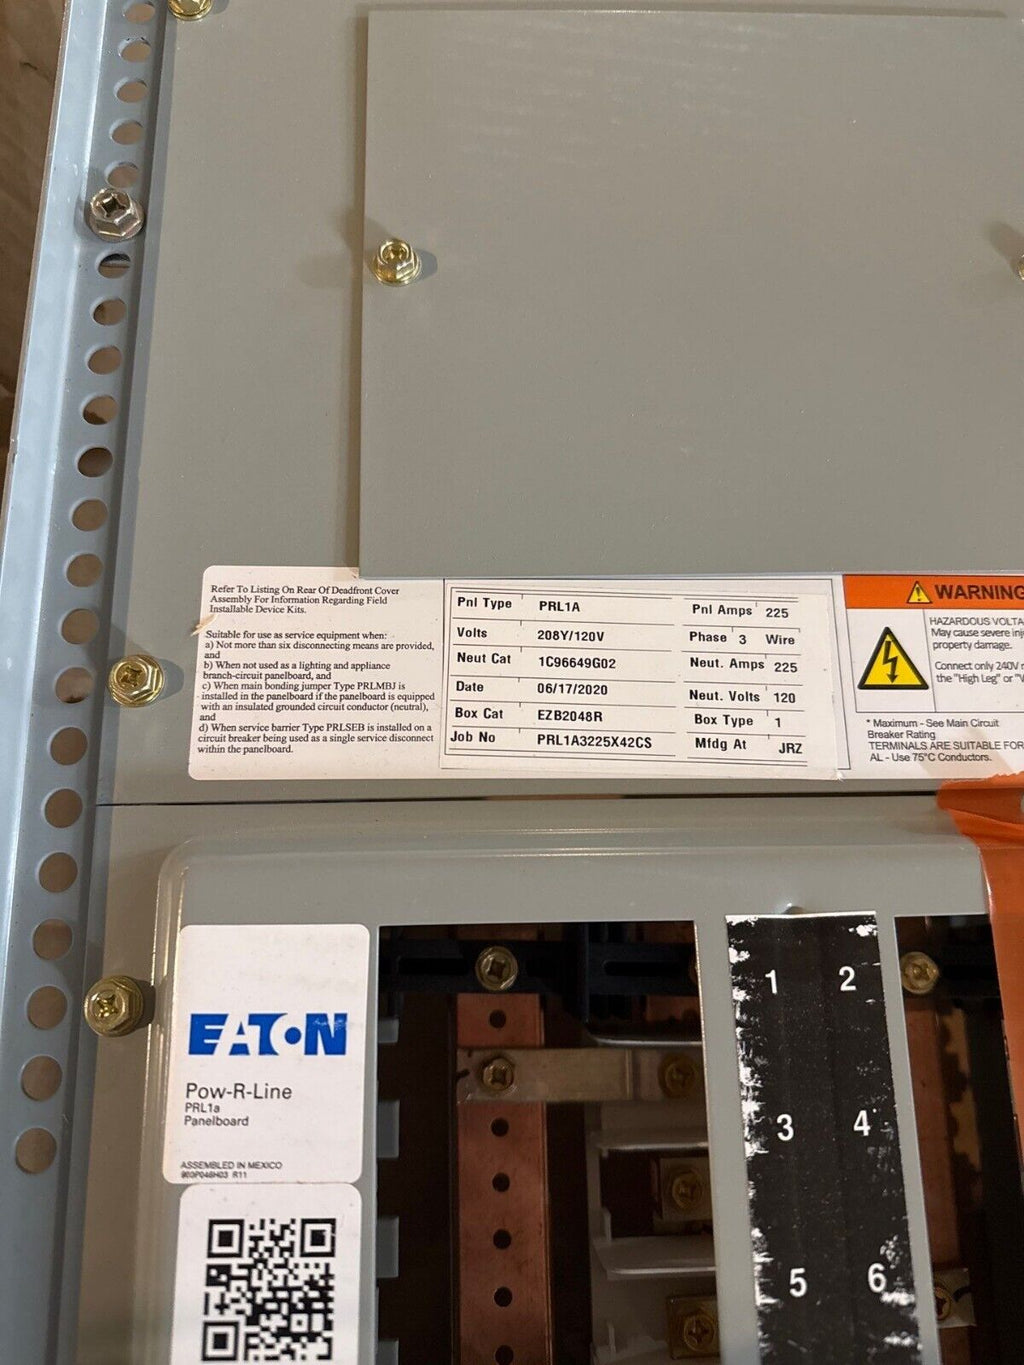 Refer To Listing On Rear Of Deadfront Cover
Assembly For Information Regarding Field
Installable Device Kits.
Suitable for use as service equipment when:
a) Not more than six disconnecting means are provided,
and
b) When not used as a lighting and appliance
branch-circuit panelboard, and
c) When main bonding jumper Type PRLMBJ is
installed in the panelboard if the panelboard is equipped
with an insulated grounded circuit conductor (neutral),
and
d) When service barrier Type PRLSEB is installed on a
circuit breaker being used as a single service disconnect
within the panelboard.
Pnl Type PRL1A Pnl Amps 225
Volts 208Y/120V Phase 3 Wire
Neut Cat 1C96649G02 Neut. Amps 225
Date 06/17/2020 Neut. Volts 120
Box Cat EZB2048R Box Type 1
Job No PRL1A3225X42CS Mfdg At JRZ
WARNING
HAZARDOUS VOLTA
May cause severe inj
property damage.
Connect only 240V
the "High Leg" or
* Maximum - See Main Circuit
Breaker Rating
TERMINALS ARE SUITABLE FOR
AL - Use 75°C Conductors.
EATON
Pow-R-Line
PRL1a
Panelboard
ASSEMBLED IN MEXICO
900P046H03 R11
1 2
3 4
5 6